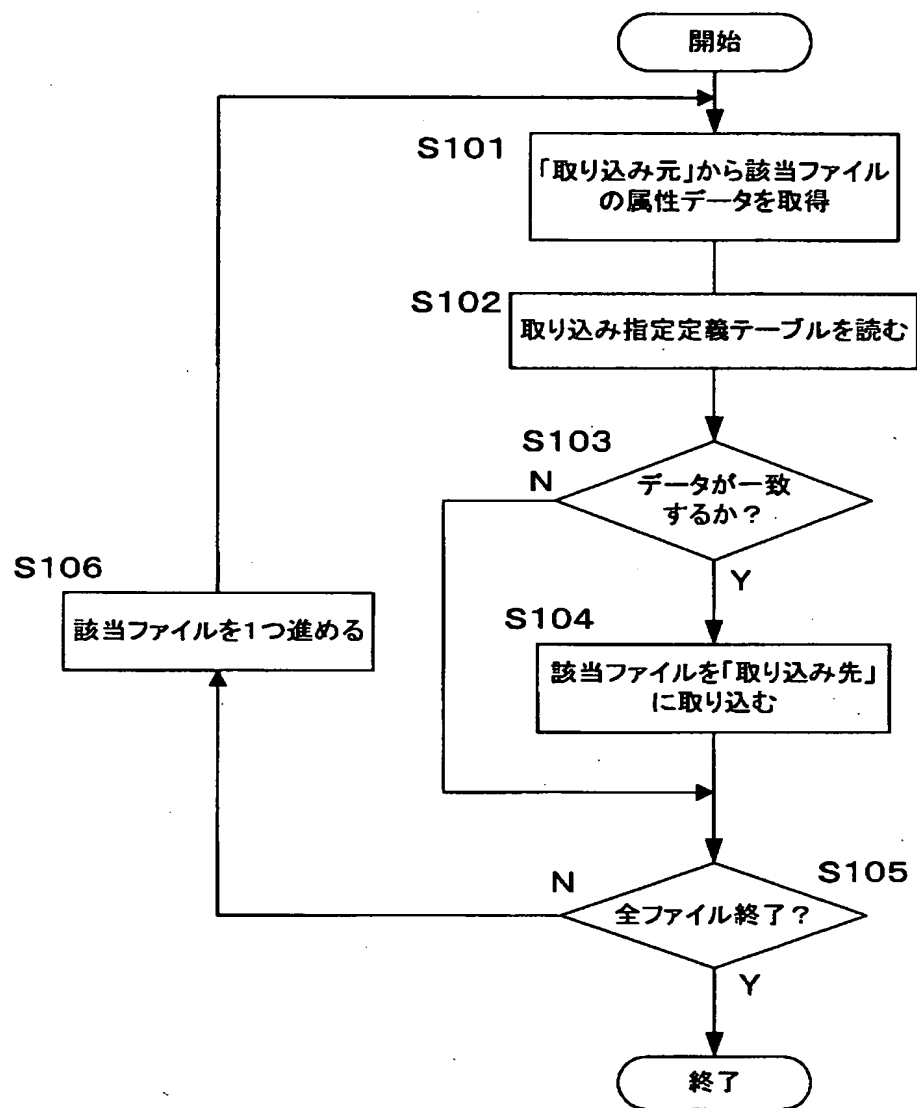 開始
S101
「取り込み元」から該当ファイル
の属性データを取得
S102
取り込み指定定義テーブルを読む
S103
データが一致
するか？
N
Y
S104
該当ファイルを「取り込み先」
に取り込む
S106
該当ファイルを1つ進める
S105
全ファイル終了？
N
Y
終了